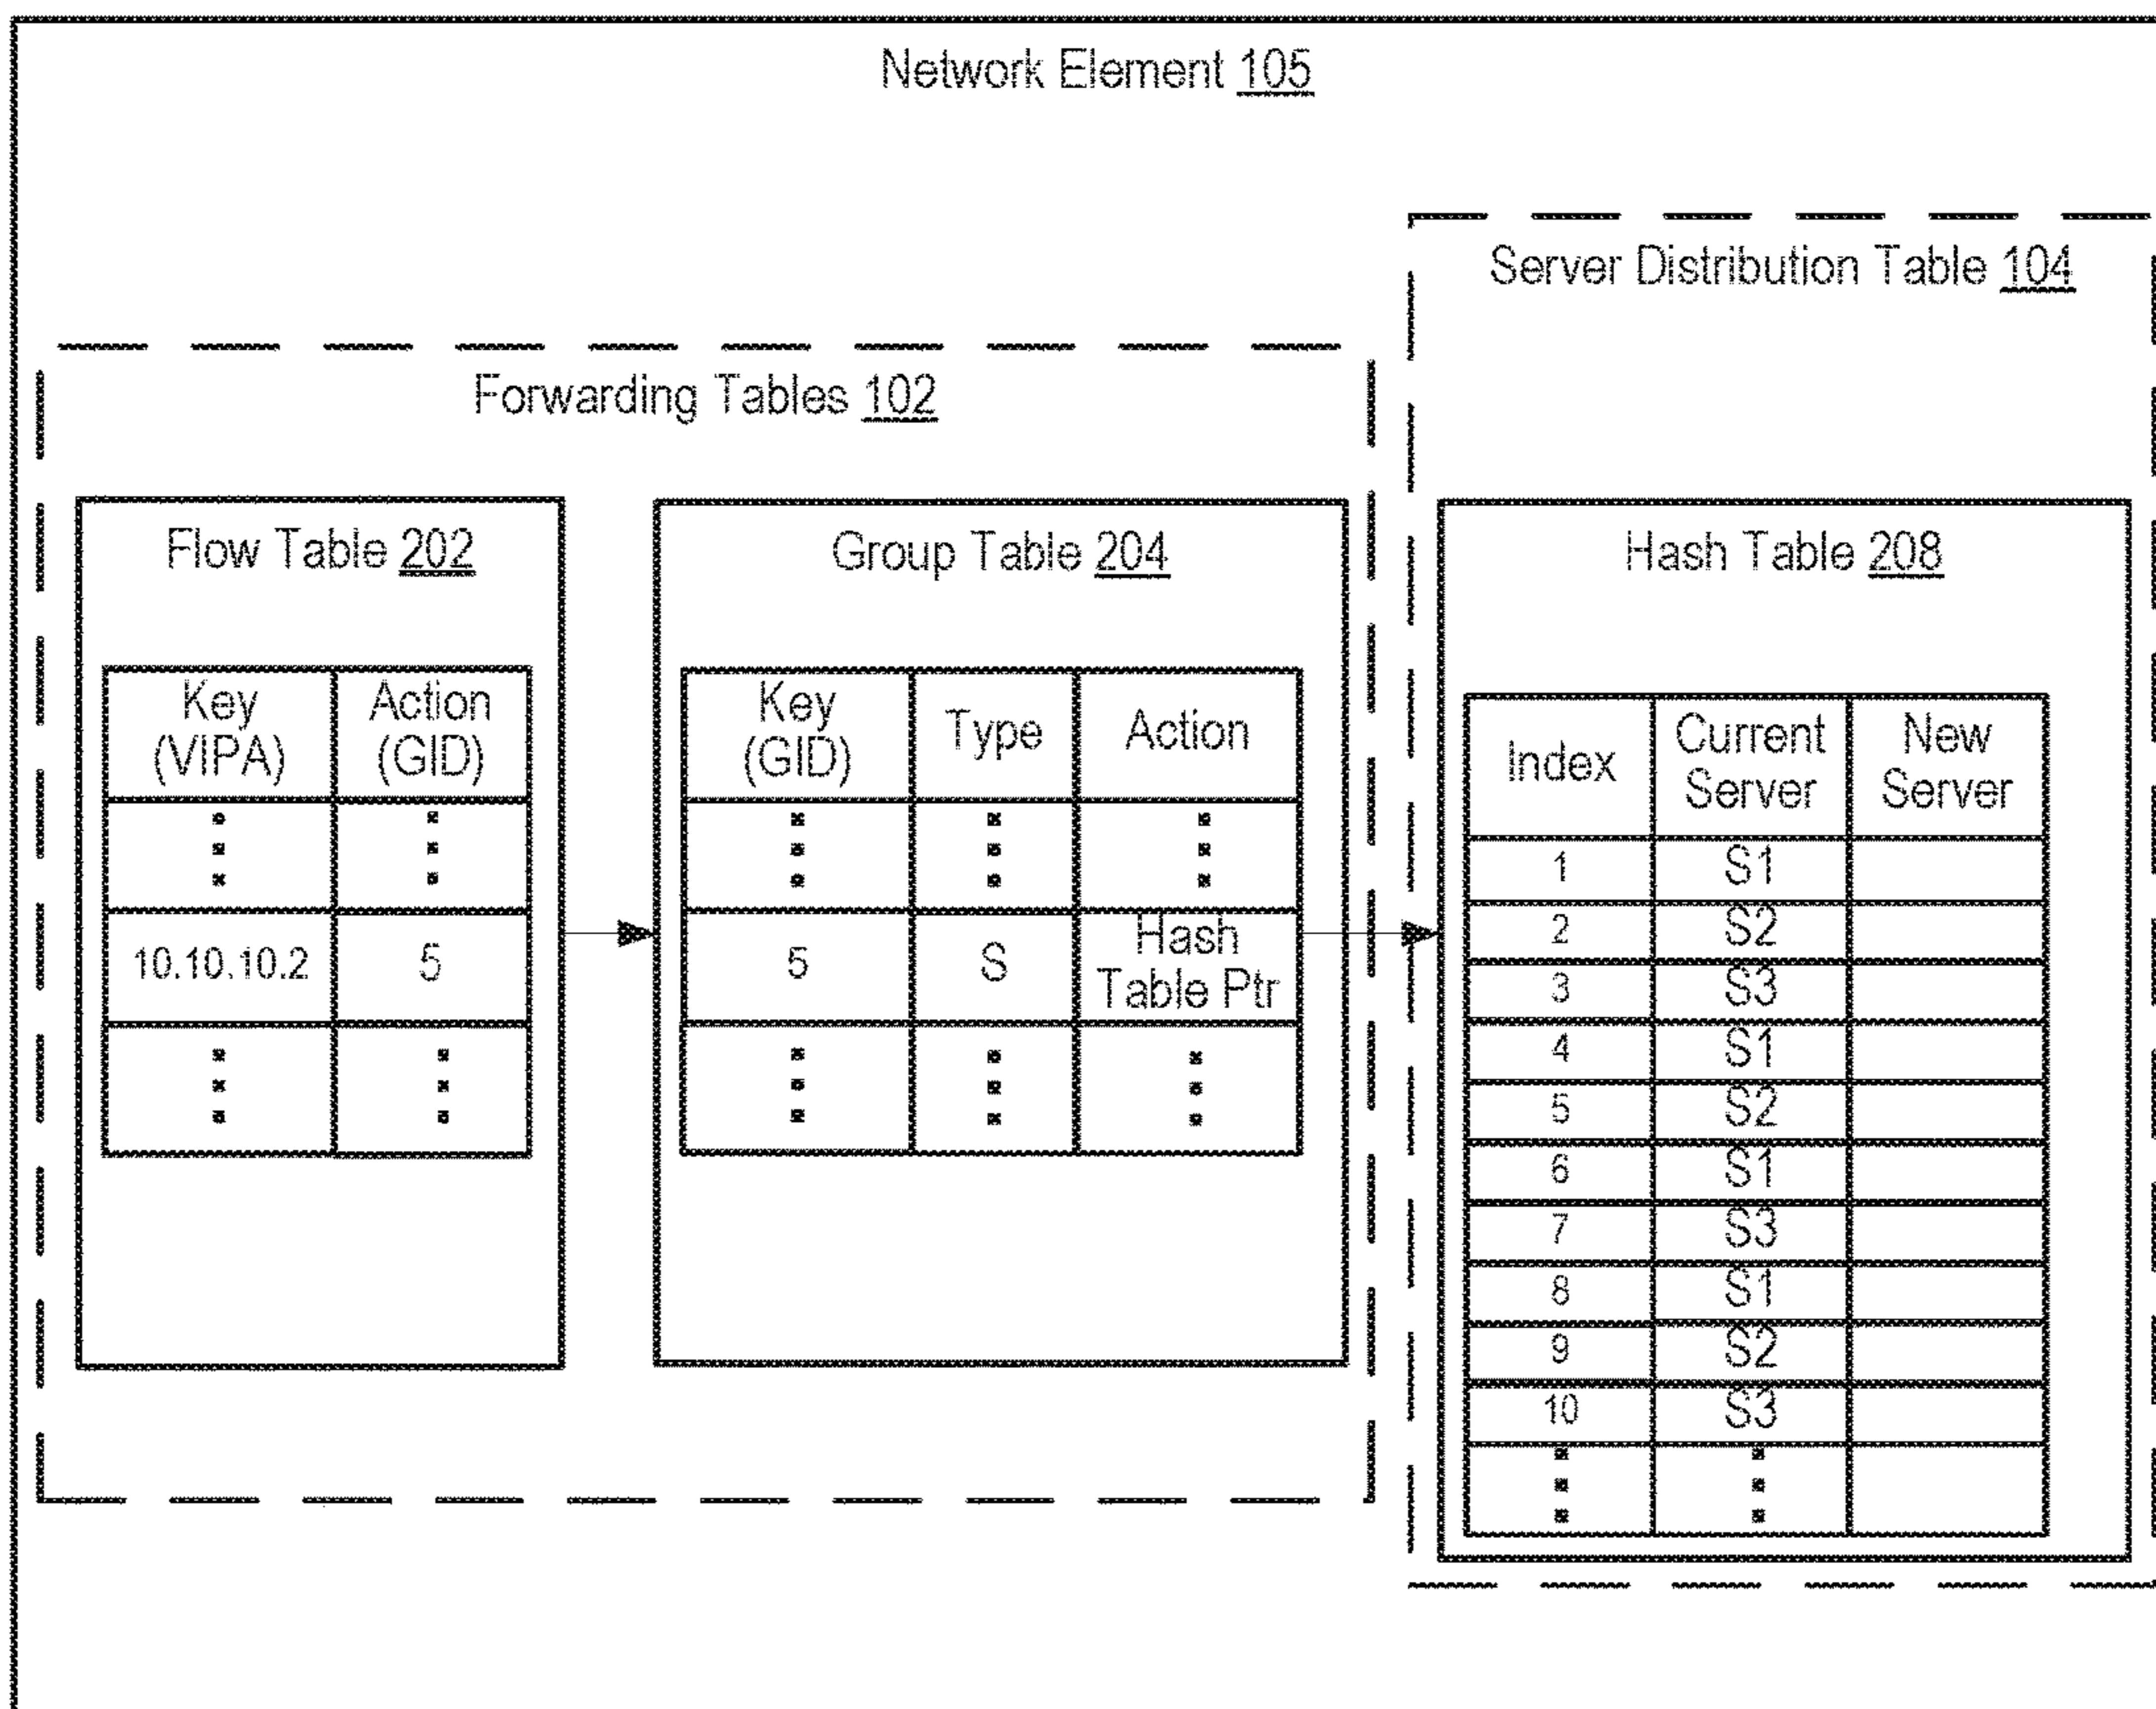 Network Element 105
Server Distribution Table 104
Forwarding Tables 102
Flow Table 202
Key (VIPA) Action (GID)
10.10.10.2 5
Group Table 204
Key (GID) Type Action
5 S Hash Table Ptr
Hash Table 208
Index Current Server New Server
1 S1
2 S2
3 S3
4 S1
5 S2
6 S1
7 S3
8 S1
9 S2
10 S3